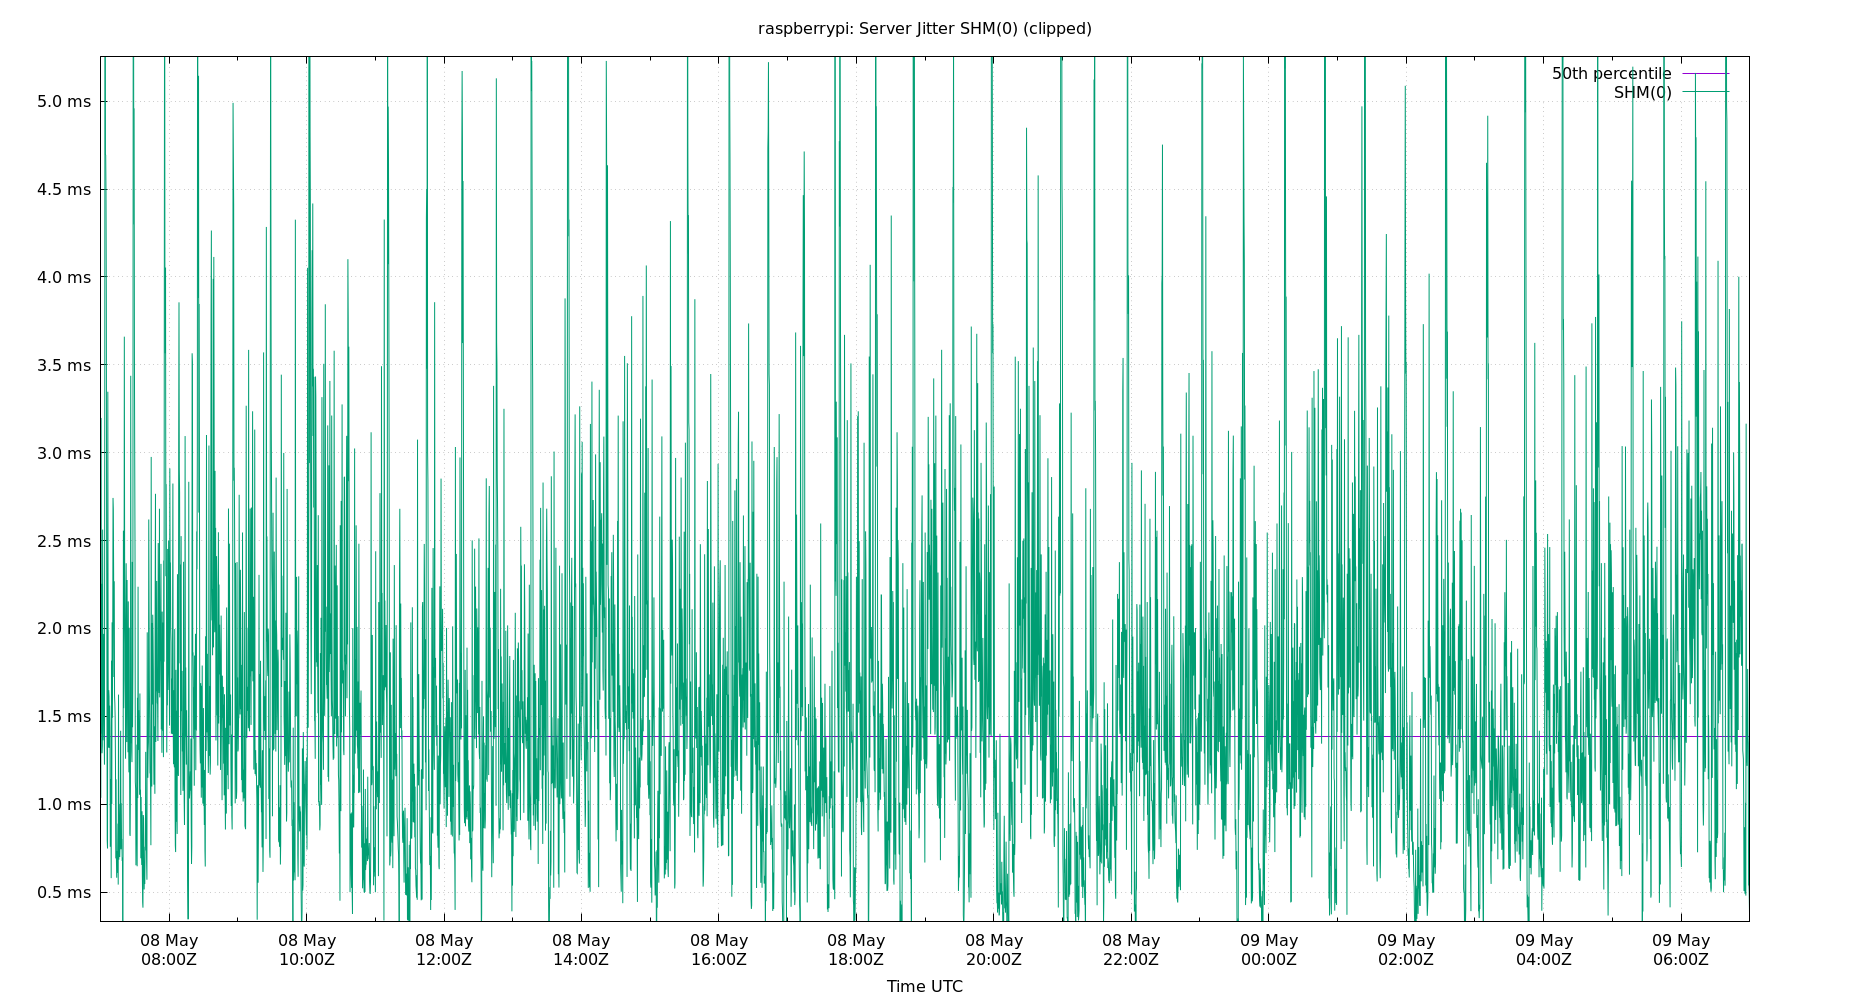 raspberrypi: Server Jitter SHM(0) (clipped)
50th percentile
SHM(0)
5.0 ms
4.5 ms
4.0 ms
3.5 ms
3.0 ms
2.5 ms
2.0 ms
1.5 ms
1.0 ms
0.5 ms
08 May 08 May 08 May 08 May 08 May 08 May 08 May 08 May 09 May 09 May 09 May 09 May
08:00Z 10:00Z 12:00Z 14:00Z 16:00Z 18:00Z 20:00Z 22:00Z 00:00Z 02:00Z 04:00Z 06:00Z
Time UTC